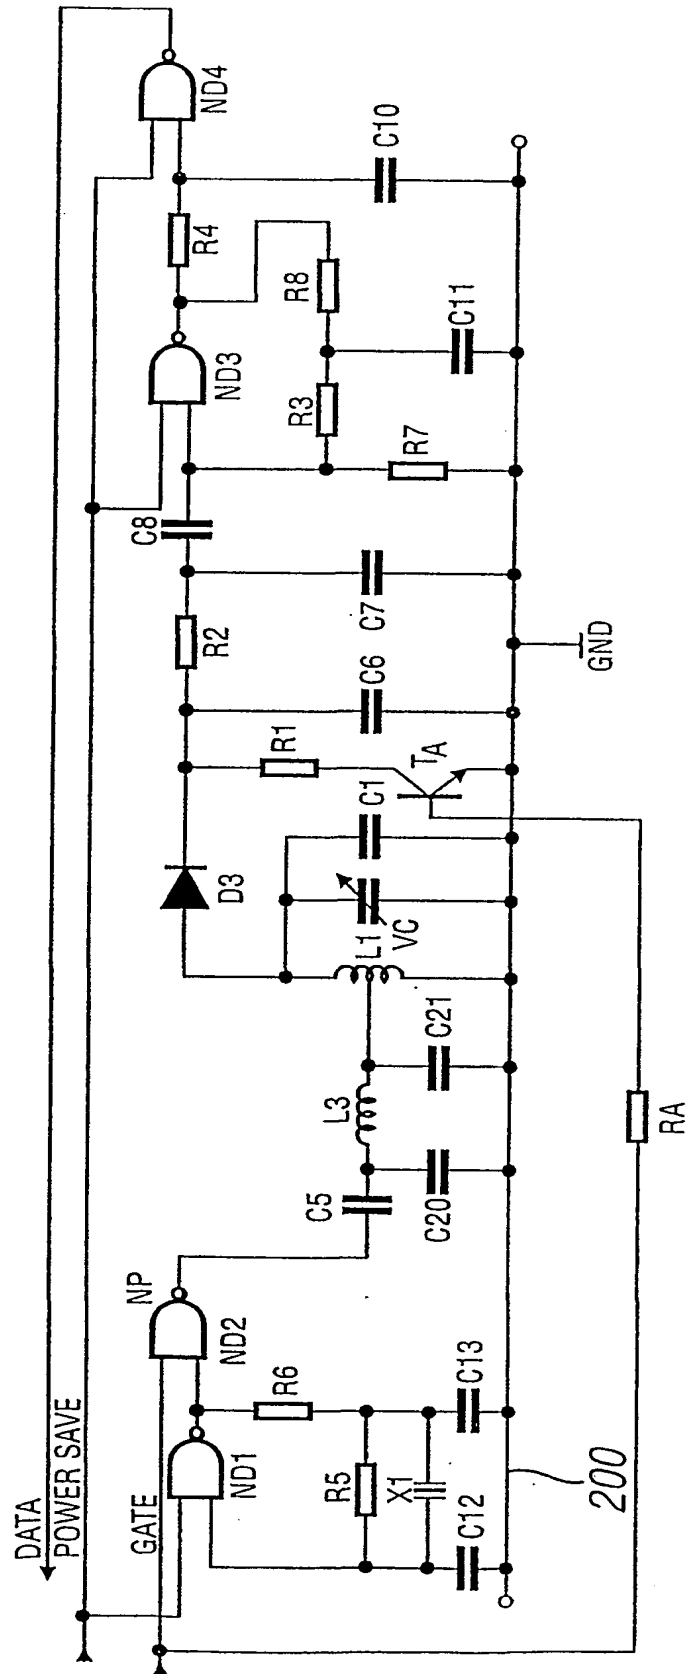 DATA
POWER SAVE
GATE
ND1
R5
X1
C12
C13
R6
ND2
NP
C5
C20
L3
C21
L1
VC
C1
D3
TA
R1
C6
R2
C7
GND
C8
R7
R3
ND3
R8
C11
R4
C10
ND4
RA
200